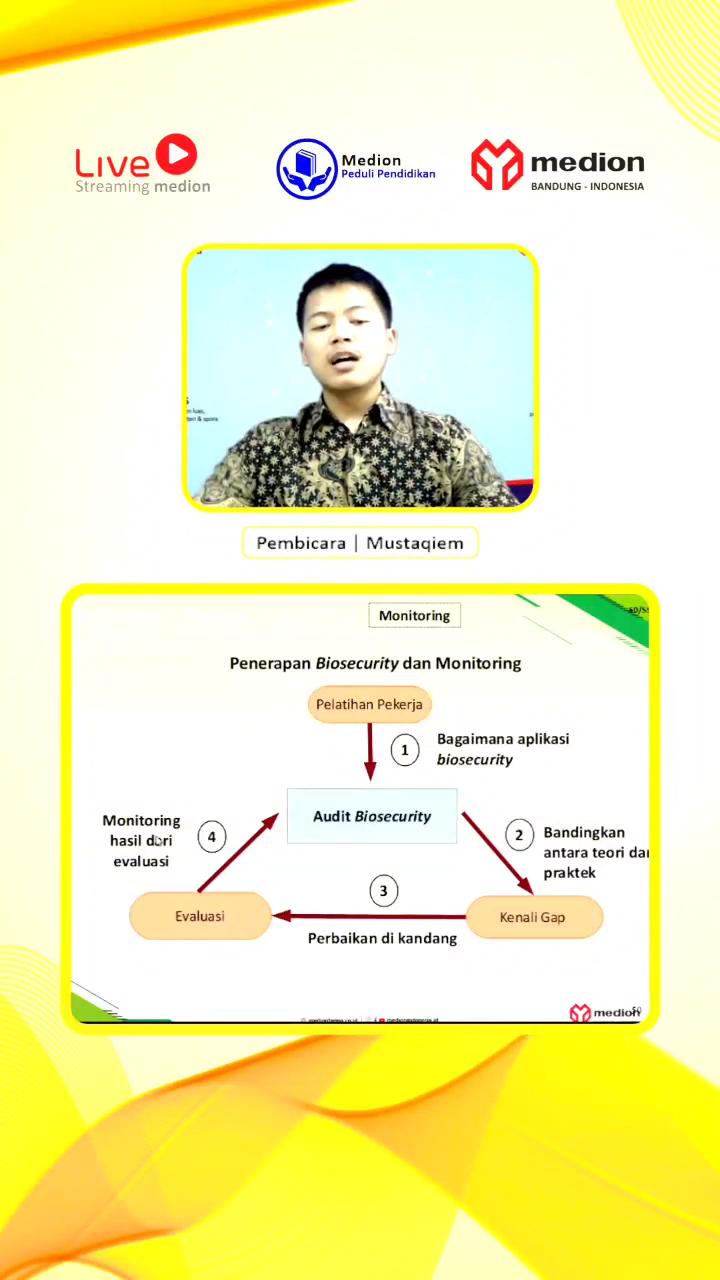 Live
Streaming medion
Medion
Peduli Pendidikan
medion
BANDUNG - INDONESIA
Pembicara | Mustaqiem
Monitoring
Penerapan Biosecurity dan Monitoring
Pelatihan Pekerja
1
Bagaimana aplikasi
biosecurity
Audit Biosecurity
Monitoring
hasil dari
evaluasi
4
2
Bandingkan
antara teori dan
praktek
3
Evaluasi
Kenali Gap
Perbaikan di kandang
medion